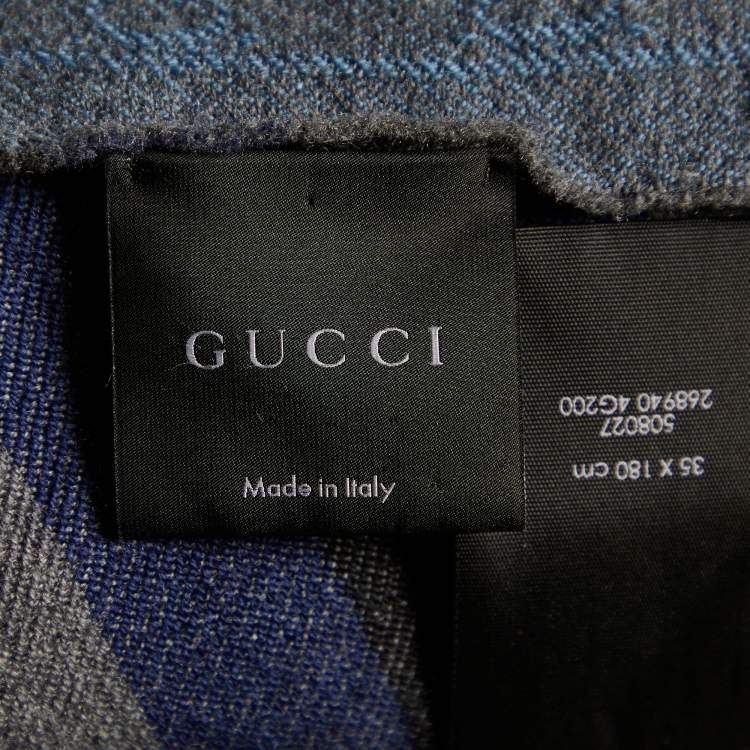 GUCCI
Made in Italy
35 X 180 cm
508027
268940 4G200